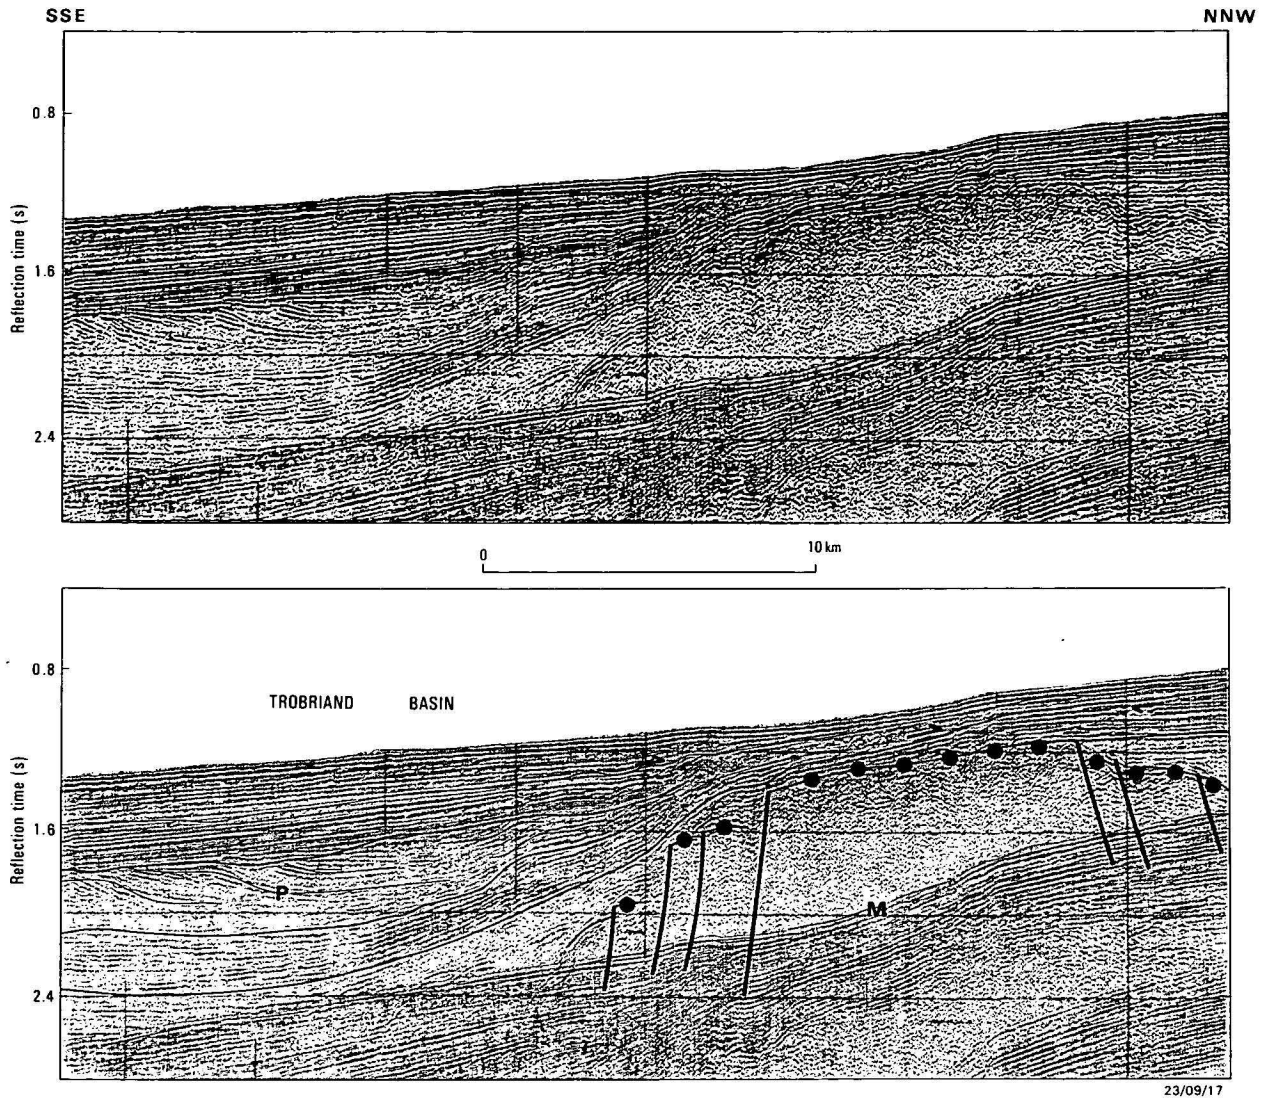 SSE NNW
0.8
1.6
2.4
Reflection time (s)
0 10 km
0.8
TROBRIAND BASIN
1.6
P
M
2.4
Reflection time (s)
23/09/17